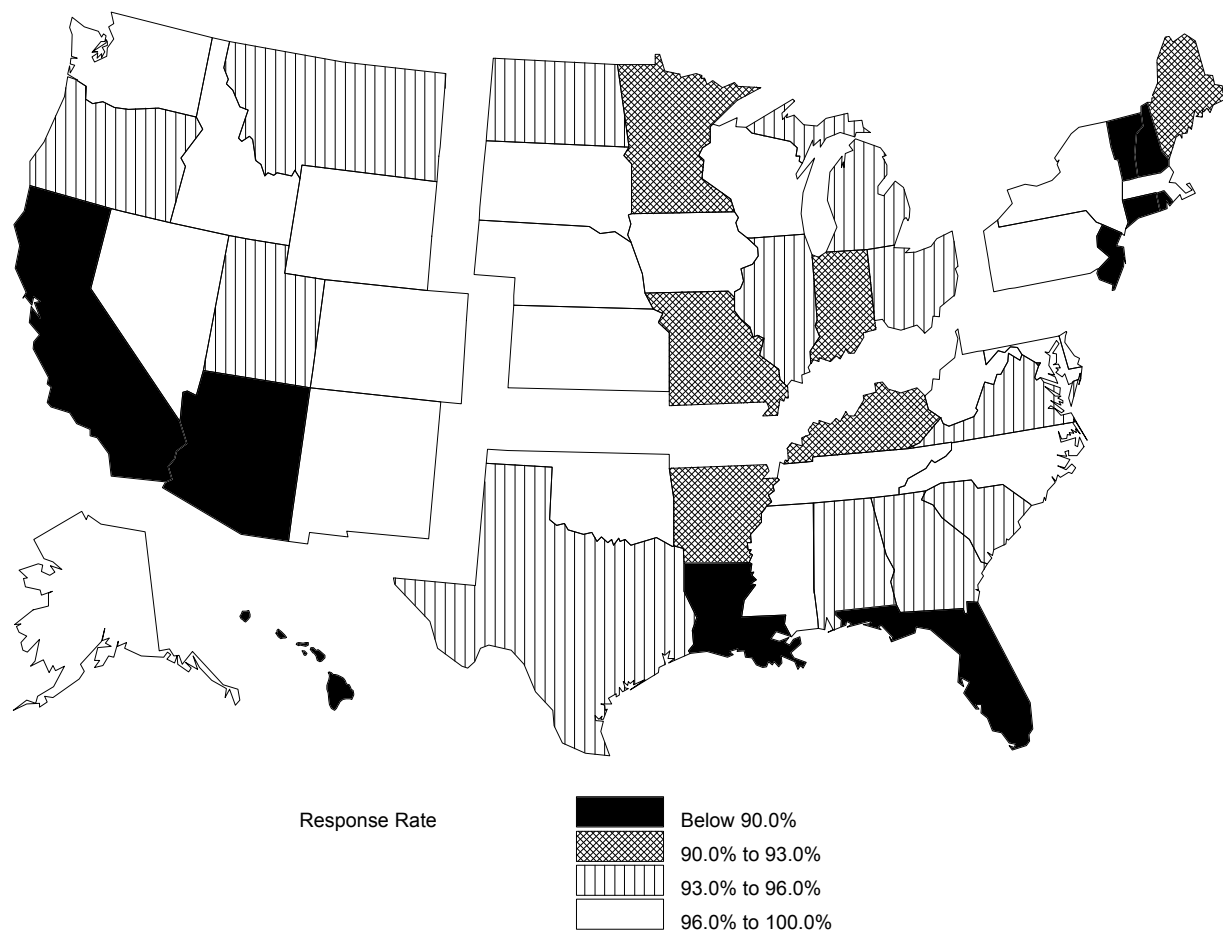 Response Rate
Below 90.0%
90.0% to 93.0%
93.0% to 96.0%
96.0% to 100.0%